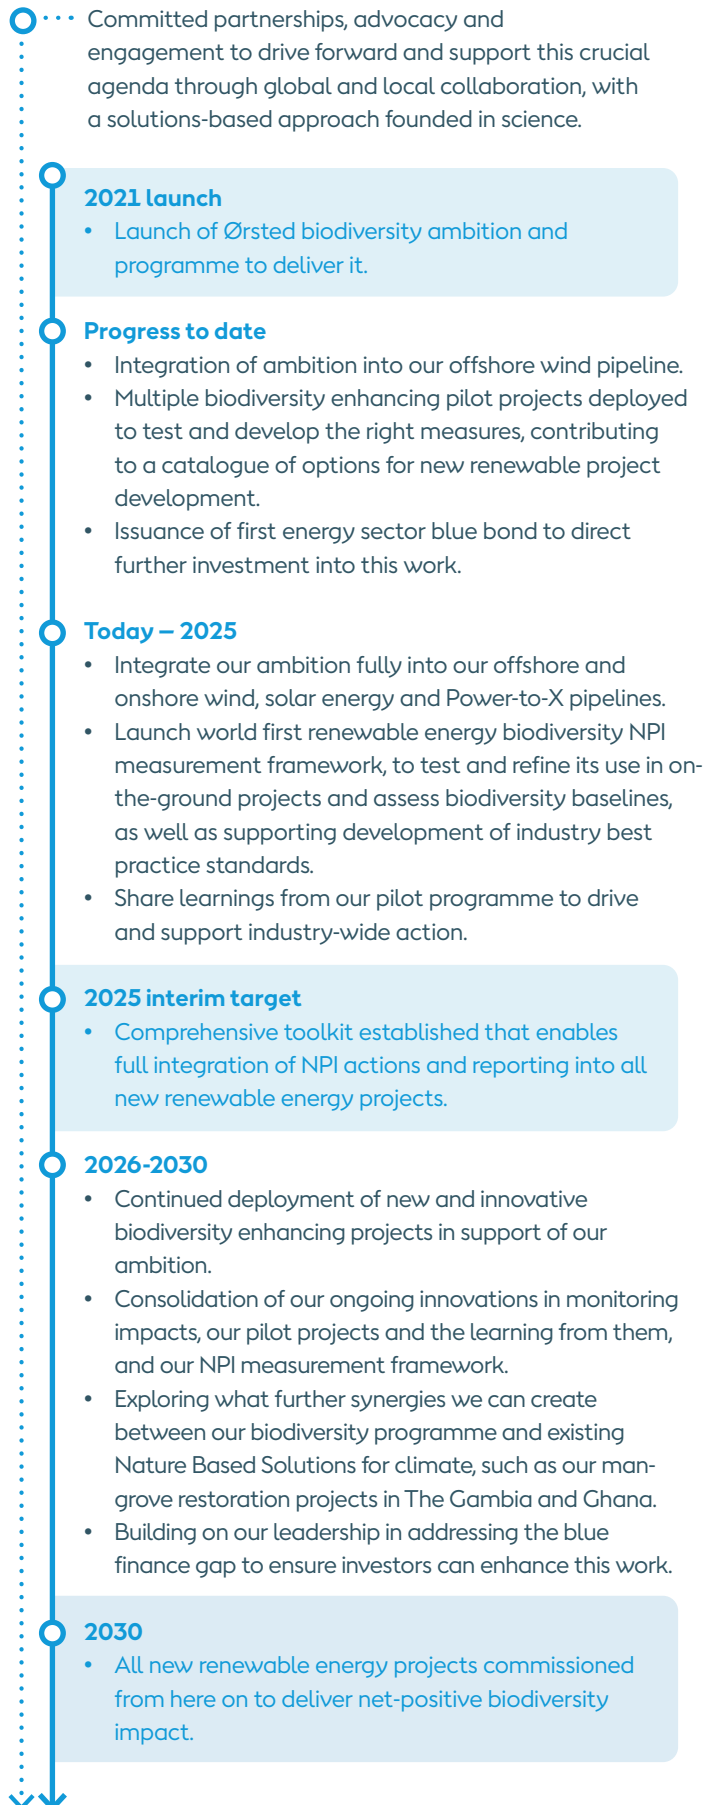 Committed partnerships, advocacy and
engagement to drive forward and support this crucial
agenda through global and local collaboration, with
a solutions-based approach founded in science.
2021 launch
• Launch of Ørsted biodiversity ambition and
programme to deliver it.
Progress to date
• Integration of ambition into our offshore wind pipeline.
• Multiple biodiversity enhancing pilot projects deployed
to test and develop the right measures, contributing
to a catalogue of options for new renewable project
development.
• Issuance of first energy sector blue bond to direct
further investment into this work.
Today – 2025
• Integrate our ambition fully into our offshore and
onshore wind, solar energy and Power-to-X pipelines.
• Launch world first renewable energy biodiversity NPI
measurement framework, to test and refine its use in on-
the-ground projects and assess biodiversity baselines,
as well as supporting development of industry best
practice standards.
• Share learnings from our pilot programme to drive
and support industry-wide action.
2025 interim target
• Comprehensive toolkit established that enables
full integration of NPI actions and reporting into all
new renewable energy projects.
2026-2030
• Continued deployment of new and innovative
biodiversity enhancing projects in support of our
ambition.
• Consolidation of our ongoing innovations in monitoring
impacts, our pilot projects and the learning from them,
and our NPI measurement framework.
• Exploring what further synergies we can create
between our biodiversity programme and existing
Nature Based Solutions for climate, such as our man-
grove restoration projects in The Gambia and Ghana.
• Building on our leadership in addressing the blue
finance gap to ensure investors can enhance this work.
2030
• All new renewable energy projects commissioned
from here on to deliver net-positive biodiversity
impact.